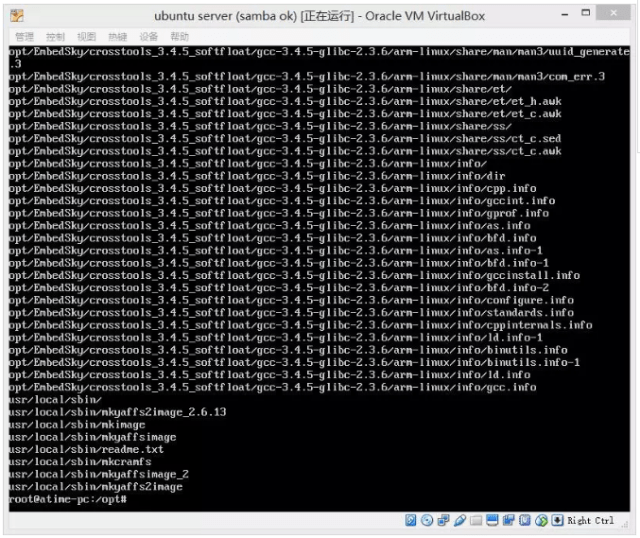 ubuntu server (samba ok) [正在运行] - Oracle VM VirtualBox
管理 控制 视图 热键 设备 帮助
opt/EmbedSky/crosstools_3.4.5_softfloat/gcc-3.4.5-glibc-2.3.6/arm-linux/share/man/man3/uuid_generate
.3
opt/EmbedSky/crosstools_3.4.5_softfloat/gcc-3.4.5-glibc-2.3.6/arm-linux/share/man/man3/com_err.3
opt/EmbedSky/crosstools_3.4.5_softfloat/gcc-3.4.5-glibc-2.3.6/arm-linux/share/et/
opt/EmbedSky/crosstools_3.4.5_softfloat/gcc-3.4.5-glibc-2.3.6/arm-linux/share/et/et_h.awk
opt/EmbedSky/crosstools_3.4.5_softfloat/gcc-3.4.5-glibc-2.3.6/arm-linux/share/et/et_c.awk
opt/EmbedSky/crosstools_3.4.5_softfloat/gcc-3.4.5-glibc-2.3.6/arm-linux/share/ss/
opt/EmbedSky/crosstools_3.4.5_softfloat/gcc-3.4.5-glibc-2.3.6/arm-linux/share/ss/ct_c.sed
opt/EmbedSky/crosstools_3.4.5_softfloat/gcc-3.4.5-glibc-2.3.6/arm-linux/share/ss/ct_c.awk
opt/EmbedSky/crosstools_3.4.5_softfloat/gcc-3.4.5-glibc-2.3.6/arm-linux/info/
opt/EmbedSky/crosstools_3.4.5_softfloat/gcc-3.4.5-glibc-2.3.6/arm-linux/info/dir
opt/EmbedSky/crosstools_3.4.5_softfloat/gcc-3.4.5-glibc-2.3.6/arm-linux/info/cpp.info
opt/EmbedSky/crosstools_3.4.5_softfloat/gcc-3.4.5-glibc-2.3.6/arm-linux/info/gccint.info
opt/EmbedSky/crosstools_3.4.5_softfloat/gcc-3.4.5-glibc-2.3.6/arm-linux/info/gprof.info
opt/EmbedSky/crosstools_3.4.5_softfloat/gcc-3.4.5-glibc-2.3.6/arm-linux/info/as.info
opt/EmbedSky/crosstools_3.4.5_softfloat/gcc-3.4.5-glibc-2.3.6/arm-linux/info/bfd.info
opt/EmbedSky/crosstools_3.4.5_softfloat/gcc-3.4.5-glibc-2.3.6/arm-linux/info/as.info-1
opt/EmbedSky/crosstools_3.4.5_softfloat/gcc-3.4.5-glibc-2.3.6/arm-linux/info/bfd.info-1
opt/EmbedSky/crosstools_3.4.5_softfloat/gcc-3.4.5-glibc-2.3.6/arm-linux/info/gccinstall.info
opt/EmbedSky/crosstools_3.4.5_softfloat/gcc-3.4.5-glibc-2.3.6/arm-linux/info/bfd.info-2
opt/EmbedSky/crosstools_3.4.5_softfloat/gcc-3.4.5-glibc-2.3.6/arm-linux/info/configure.info
opt/EmbedSky/crosstools_3.4.5_softfloat/gcc-3.4.5-glibc-2.3.6/arm-linux/info/standards.info
opt/EmbedSky/crosstools_3.4.5_softfloat/gcc-3.4.5-glibc-2.3.6/arm-linux/info/cppinternals.info
opt/EmbedSky/crosstools_3.4.5_softfloat/gcc-3.4.5-glibc-2.3.6/arm-linux/info/ld.info-1
opt/EmbedSky/crosstools_3.4.5_softfloat/gcc-3.4.5-glibc-2.3.6/arm-linux/info/binutils.info
opt/EmbedSky/crosstools_3.4.5_softfloat/gcc-3.4.5-glibc-2.3.6/arm-linux/info/binutils.info-1
opt/EmbedSky/crosstools_3.4.5_softfloat/gcc-3.4.5-glibc-2.3.6/arm-linux/info/ld.info
opt/EmbedSky/crosstools_3.4.5_softfloat/gcc-3.4.5-glibc-2.3.6/arm-linux/info/gcc.info
usr/local/sbin/
usr/local/sbin/mkyaffs2image_2.6.13
usr/local/sbin/mkimage
usr/local/sbin/mkyaffsimage
usr/local/sbin/readme.txt
usr/local/sbin/mkcramfs
usr/local/sbin/mkyaffsimage_2
usr/local/sbin/mkyaffs2image
root@atime-pc:/opt#
Right Ctrl